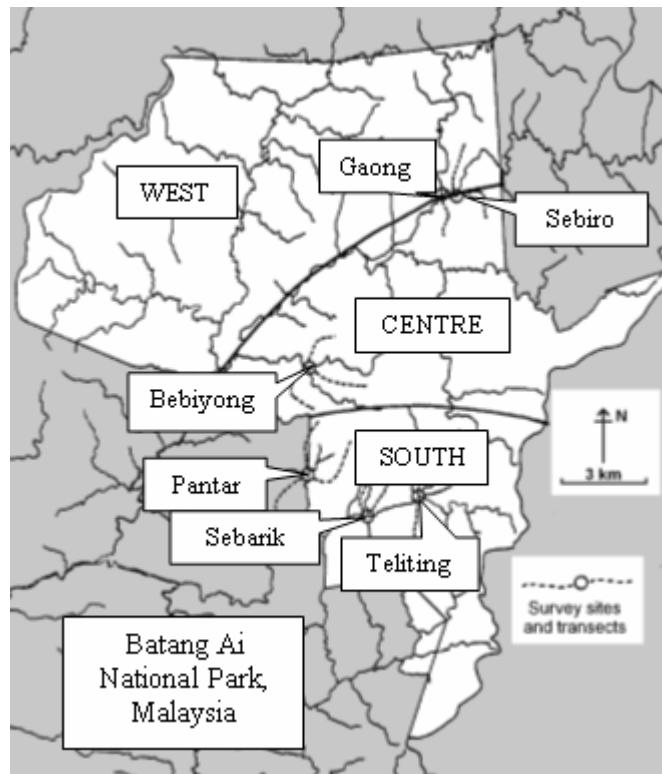 Gaong
WEST
Sebiro
CENTRE
Bebiyong
N
3 km
SOUTH
Pantar
Sebarik
Teliting
Survey sites
and transects
Batang Ai
National Park,
Malaysia